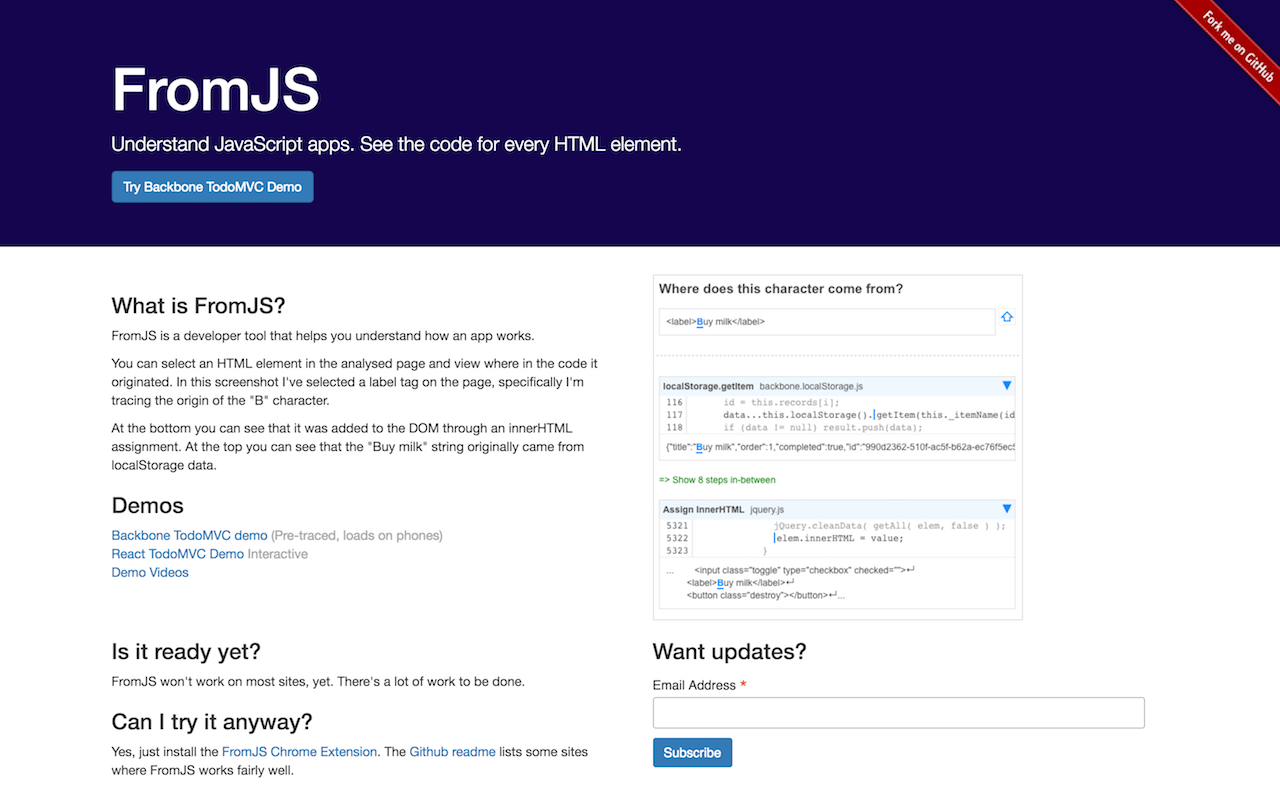 Fork me on GitHub
FromJS
Understand JavaScript apps. See the code for every HTML element.
Try Backbone TodoMVC Demo
What is FromJS?
FromJS is a developer tool that helps you understand how an app works.
You can select an HTML element in the analysed page and view where in the code it
originated. In this screenshot I've selected a label tag on the page, specifically I'm
tracing the origin of the "B" character.
At the bottom you can see that it was added to the DOM through an innerHTML
assignment. At the top you can see that the "Buy milk" string originally came from
localStorage data.
Demos
Backbone TodoMVC demo (Pre-traced, loads on phones)
React TodoMVC Demo Interactive
Demo Videos
Where does this character come from?
<label>Buy milk</label>
localStorage.getItem backbone.localStorage.js
116 id = this.records[i];
117 data...this.localStorage().getItem(this._itemName(id
118 if (data != null) result.push(data);
{"title":"Buy milk","order":1,"completed":true,"id":"990d2362-510f-ac5f-b62a-ec76f5ec5
=> Show 8 steps in-between
Assign InnerHTML jquery.js
5321 jQuery.cleanData( getAll( elem, false ) );
5322 elem.innerHTML = value;
5323 }
... <input class="toggle" type="checkbox" checked="">↵
<label>Buy milk</label>↵
<button class="destroy"></button>↵...
Is it ready yet?
FromJS won't work on most sites, yet. There's a lot of work to be done.
Can I try it anyway?
Yes, just install the FromJS Chrome Extension. The Github readme lists some sites
where FromJS works fairly well.
Want updates?
Email Address *
Subscribe